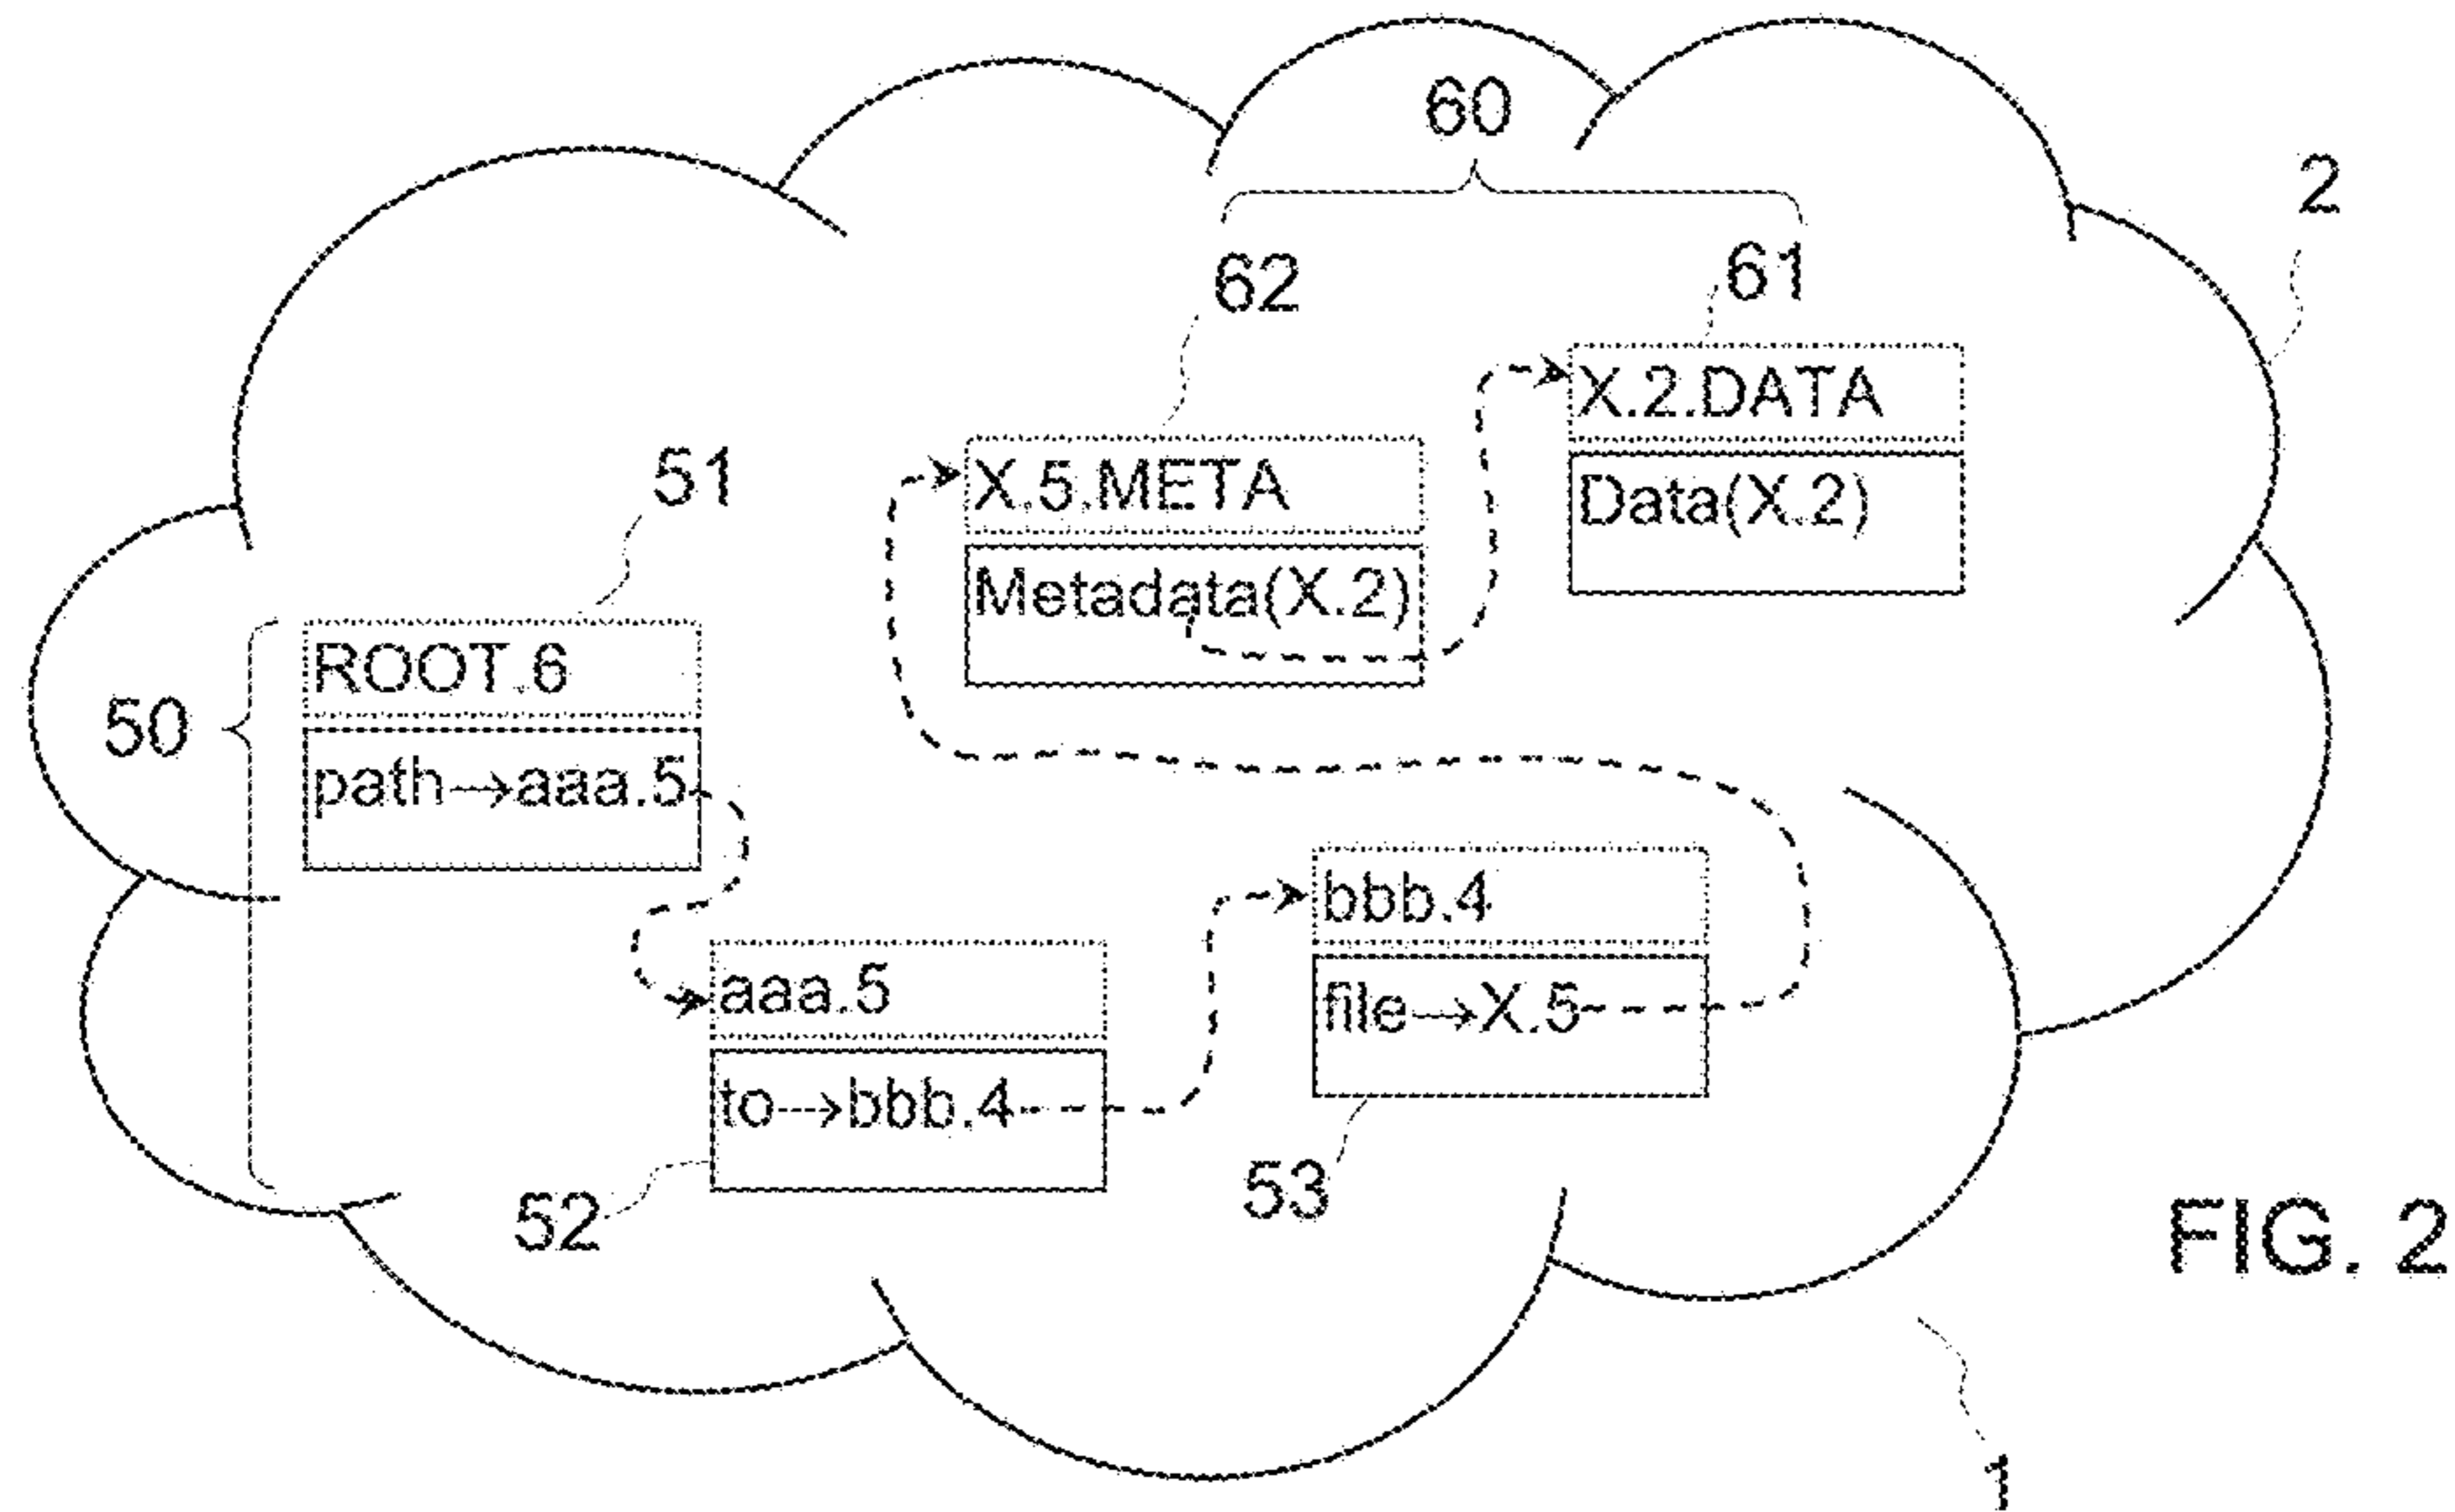 60
2
62
61
X.2.DATA
Data(X.2)
51
X.5.META
Metadata(X.2)
ROOT.6
50
path→aaa.5
bbb.4
file→X.5
aaa.5
to→bbb.4
52
53
FIG. 2
1